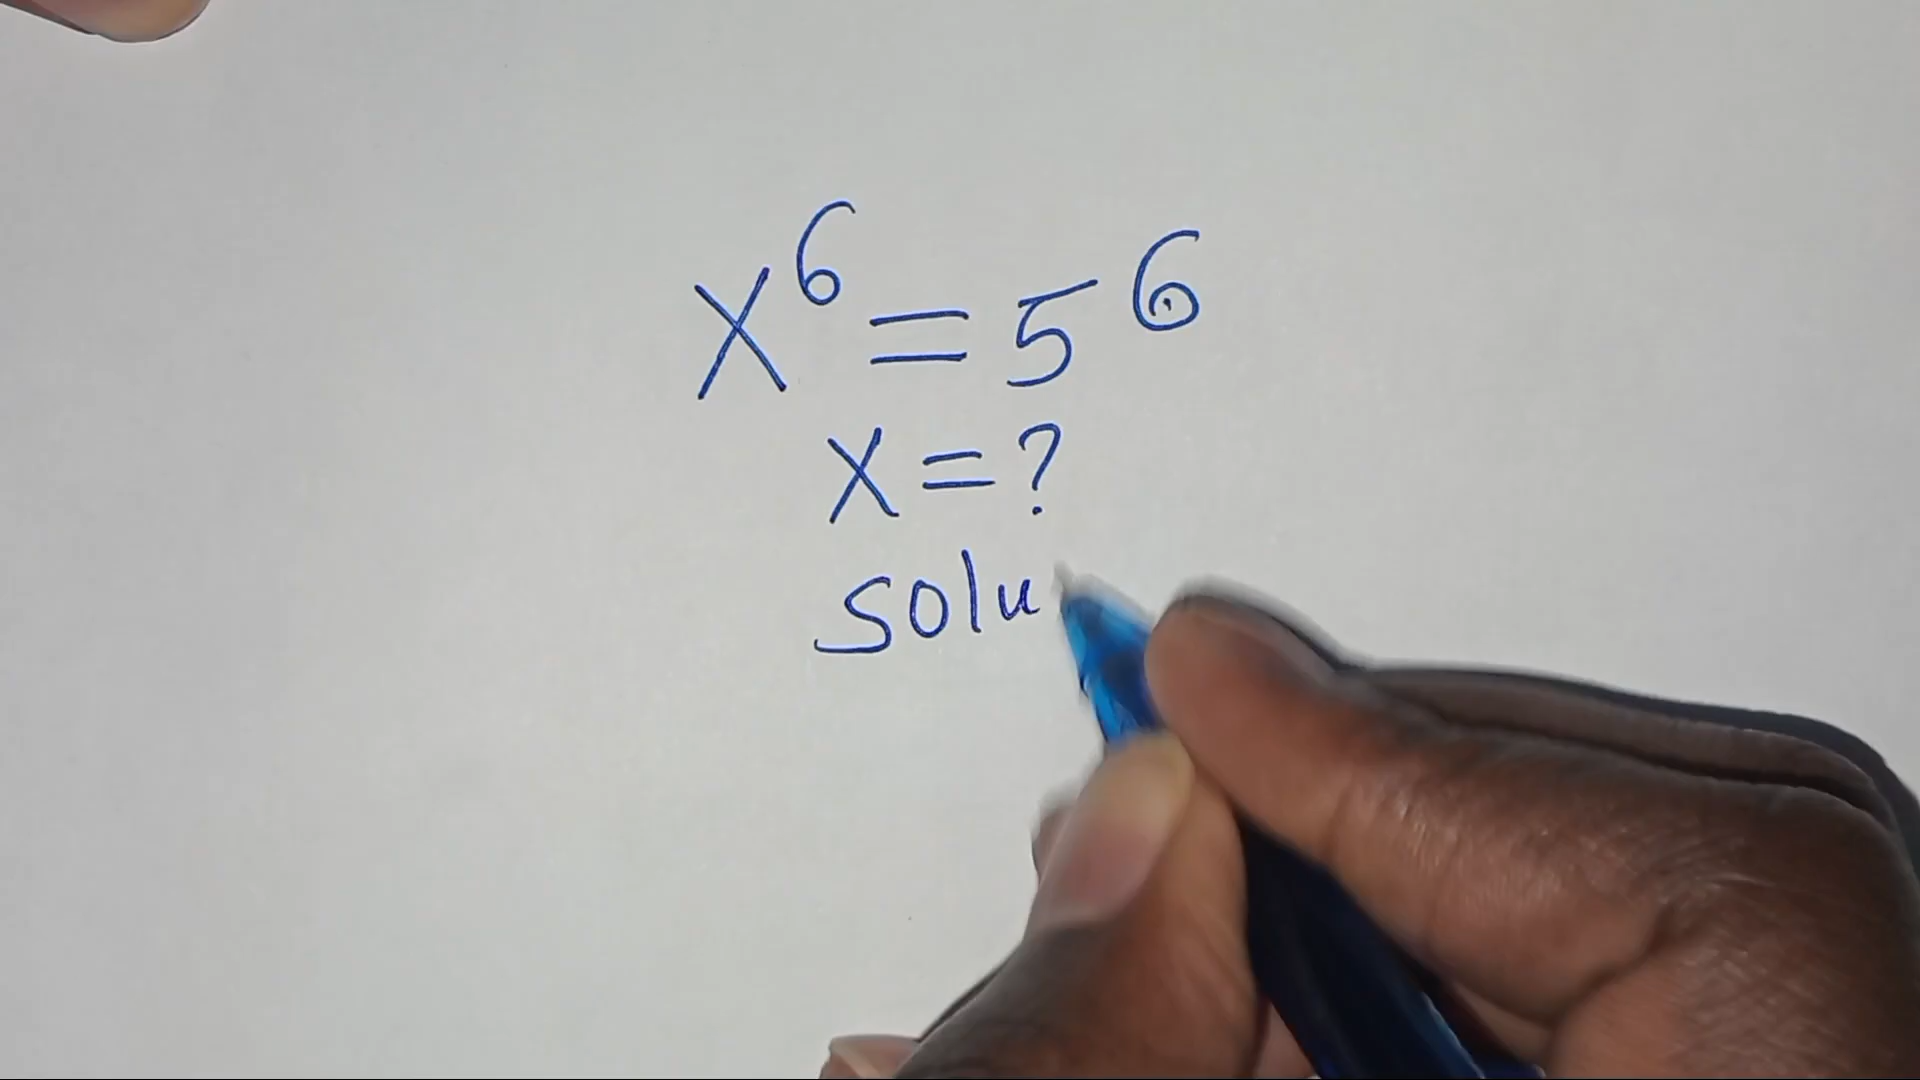 x⁶ = 5⁶
x = ?
solu